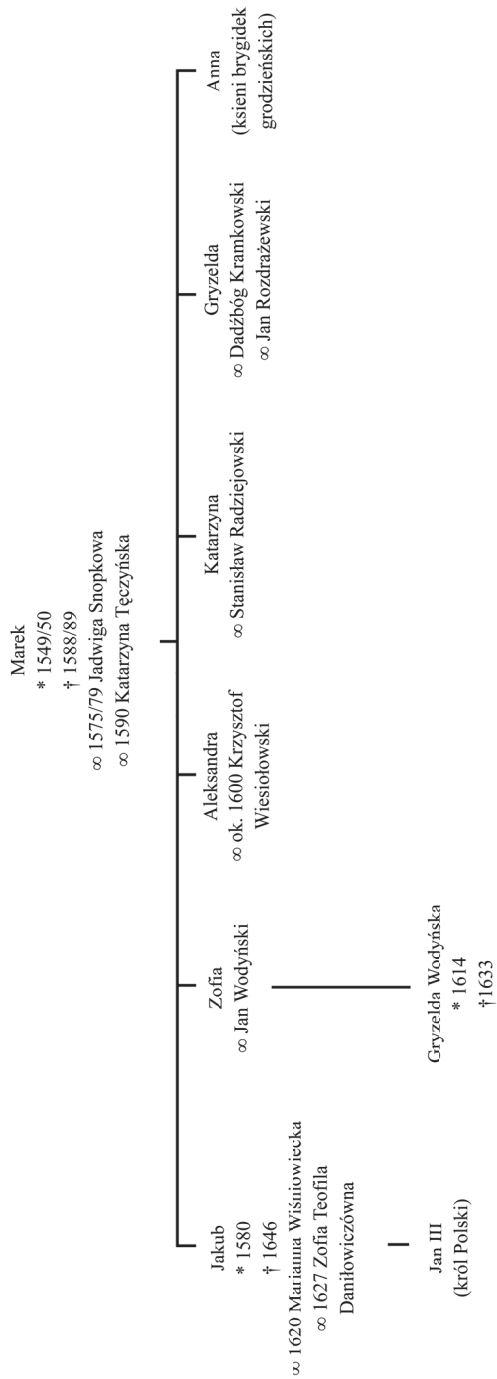 Marek
* 1549/50
† 1588/89
∞ 1575/79 Jadwiga Snopkowa
∞ 1590 Katarzyna Tęczyńska
Jakub
* 1580
† 1646
∞ 1620 Marianna Wiśniowiecka
∞ 1627 Zofia Teofila
Daniłowiczówna
Zofia
∞ Jan Wodyński
Aleksandra
∞ ok. 1600 Krzysztof
Wiesiołowski
Katarzyna
∞ Stanisław Radziejowski
Gryzelda
∞ Dadźbóg Kramkowski
∞ Jan Rozdrażewski
Anna
(ksieni brygidek
grodzieńskich)
Jan III
(król Polski)
Gryzelda Wodyńska
* 1614
†1633